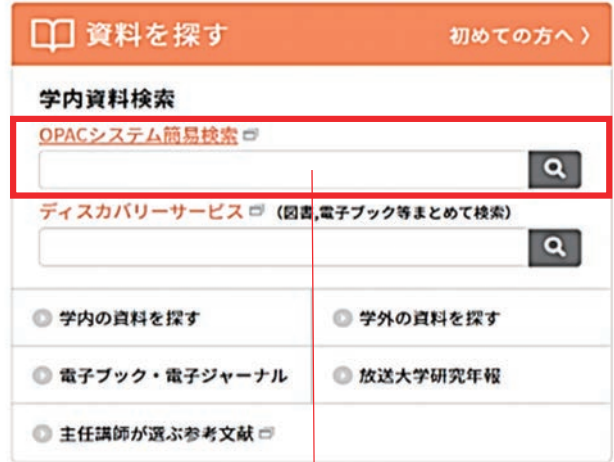 資料を探す 初めての方へ 〉
学内資料検索
OPACシステム簡易検索
ディスカバリーサービス (図書,電子ブック等まとめて検索)
学内の資料を探す 学外の資料を探す
電子ブック・電子ジャーナル 放送大学研究年報
主任講師が選ぶ参考文献